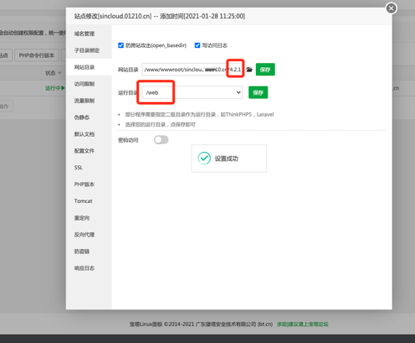 站点修改[sincloud.01210.cn] -- 添加时间[2021-01-28 11:25:00]
域名管理
子目录绑定
网站目录
访问限制
流量限制
伪静态
默认文档
配置文件
SSL
PHP版本
Tomcat
重定向
反向代理
防盗链
响应日志
防跨站攻击(open_basedir)
写访问日志
网站目录
/www/wwwroot/sinclou
4.2.1
保存
运行目录
/web
保存
部分程序需要指定二级目录作为运行目录，如ThinkPHP5，Laravel
选择您的运行目录，点保存即可
密码访问
设置成功
站点
PHP命令行版本
状态
运行中
宝塔Linux面板 ©2014-2021 广东堡塔安全技术有限公司 (bt.cn)
求助|建议请上宝塔论坛